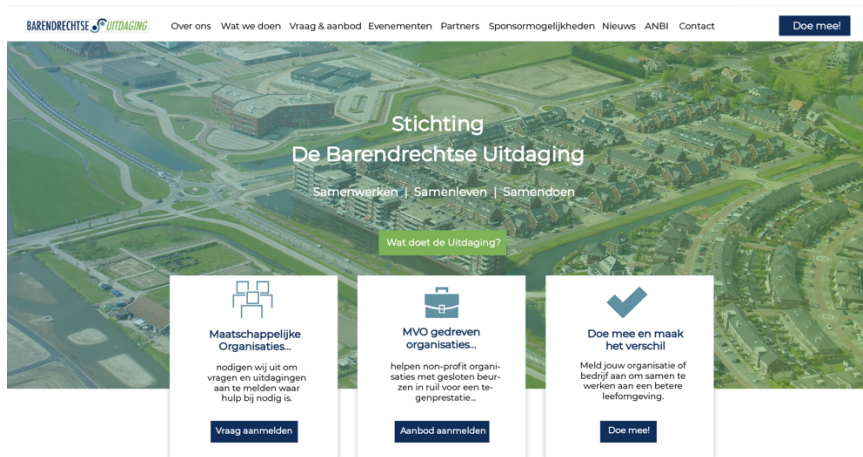 BARENDRECHTSE UITDAGING
Over ons Wat we doen Vraag & aanbod Evenementen Partners Sponsormogelijkheden Nieuws ANBI Contact Doe mee!
Stichting
De Barendrechtse Uitdaging
Samenwerken | Samenleven | Samendoen
Wat doet de Uitdaging?
Maatschappelijke
Organisaties...
nodigen wij uit om
vragen en uitdagingen
aan te melden waar
hulp bij nodig is.
Vraag aanmelden
MVO gedreven
organisaties...
helpen non-profit organi-
saties met gesloten beur-
zen in ruil voor een te-
genprestatie...
Aanbod aanmelden
Doe mee en maak
het verschil
Meld jouw organisatie of
bedrijf aan om samen te
werken aan een betere
leefomgeving.
Doe mee!